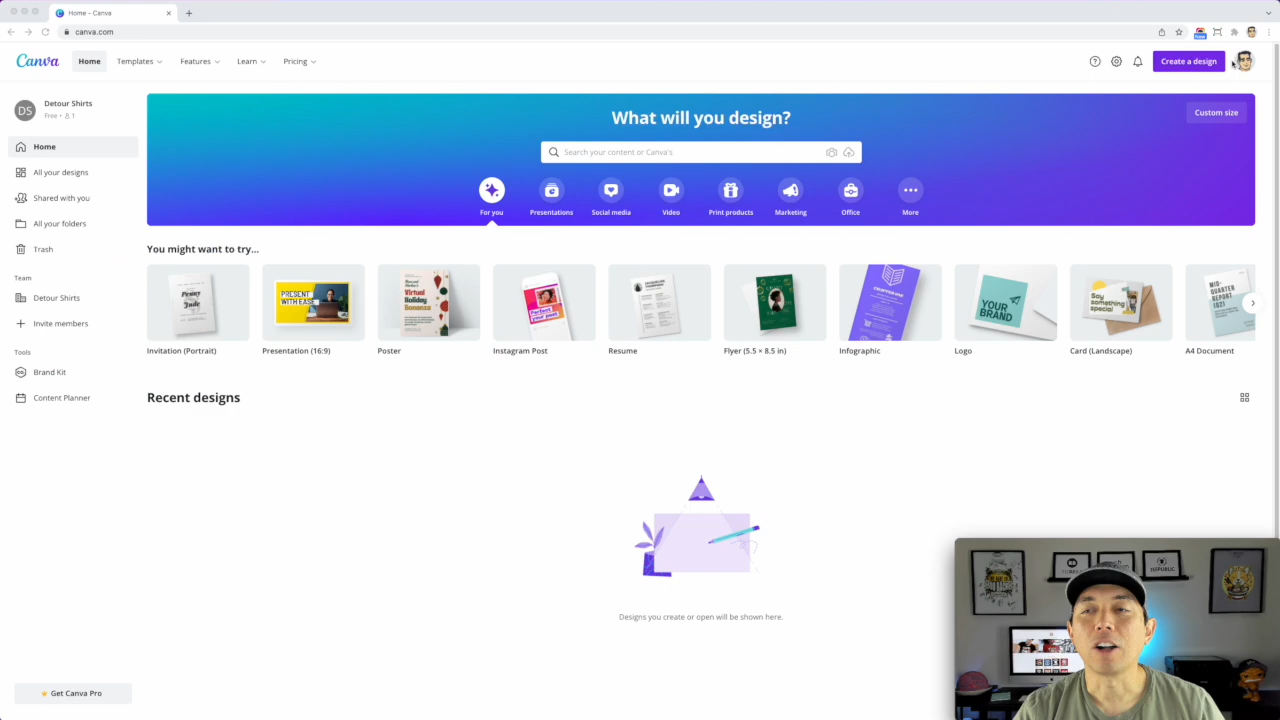 Home - Canva
canva.com
Canva
Home
Templates
Features
Learn
Pricing
Create a design
DS
Detour Shirts
Free • 1
Home
All your designs
Shared with you
All your folders
Trash
Team
Detour Shirts
Invite members
Tools
Brand Kit
Content Planner
Get Canva Pro
What will you design?
Custom size
Search your content or Canva's
For you
Presentations
Social media
Video
Print products
Marketing
Office
More
You might want to try...
PRESENT WITH EASE
Virtual
Holiday
Bonanza
YOUR
BRAND
Say
something
special!
MID-
QUARTER
REPORT
Invitation (Portrait)
Presentation (16:9)
Poster
Instagram Post
Resume
Flyer (5.5 × 8.5 in)
Infographic
Logo
Card (Landscape)
A4 Document
Recent designs
Designs you create or open will be shown here.